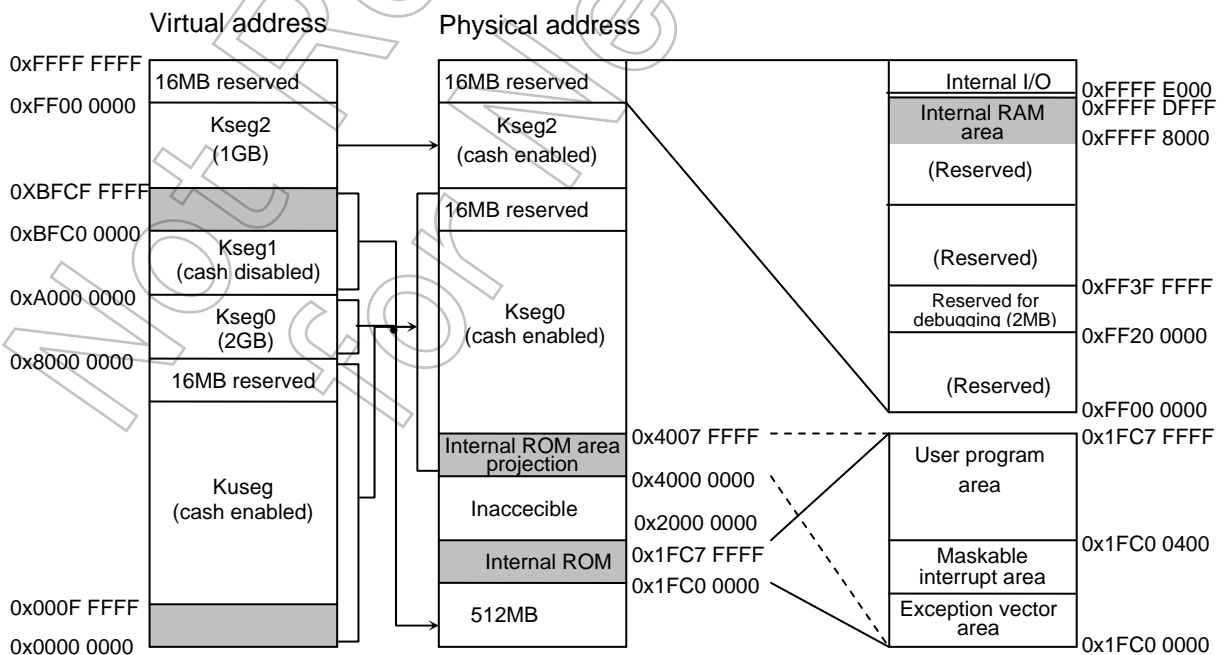 Virtual address
Physical address
0xFFFF FFFF
16MB reserved
0xFF00 0000
Kseg2
(1GB)
0XBFCF FFFF
0xBFC0 0000
Kseg1
(cash disabled)
0xA000 0000
Kseg0
(2GB)
0x8000 0000
16MB reserved
Kuseg
(cash enabled)
0x000F FFFF
0x0000 0000
16MB reserved
Kseg2
(cash enabled)
16MB reserved
Kseg0
(cash enabled)
Internal ROM area
projection
0x4007 FFFF
0x4000 0000
Inaccecible
0x2000 0000
Internal ROM
0x1FC7 FFFF
0x1FC0 0000
512MB
Internal I/O
0xFFFF E000
0xFFFF DFFF
Internal RAM
area
0xFFFF 8000
(Reserved)
(Reserved)
0xFF3F FFFF
Reserved for
debugging (2MB)
0xFF20 0000
(Reserved)
0xFF00 0000
0x1FC7 FFFF
User program
area
0x1FC0 0400
Maskable
interrupt area
Exception vector
area
0x1FC0 0000
Not R
for Ne